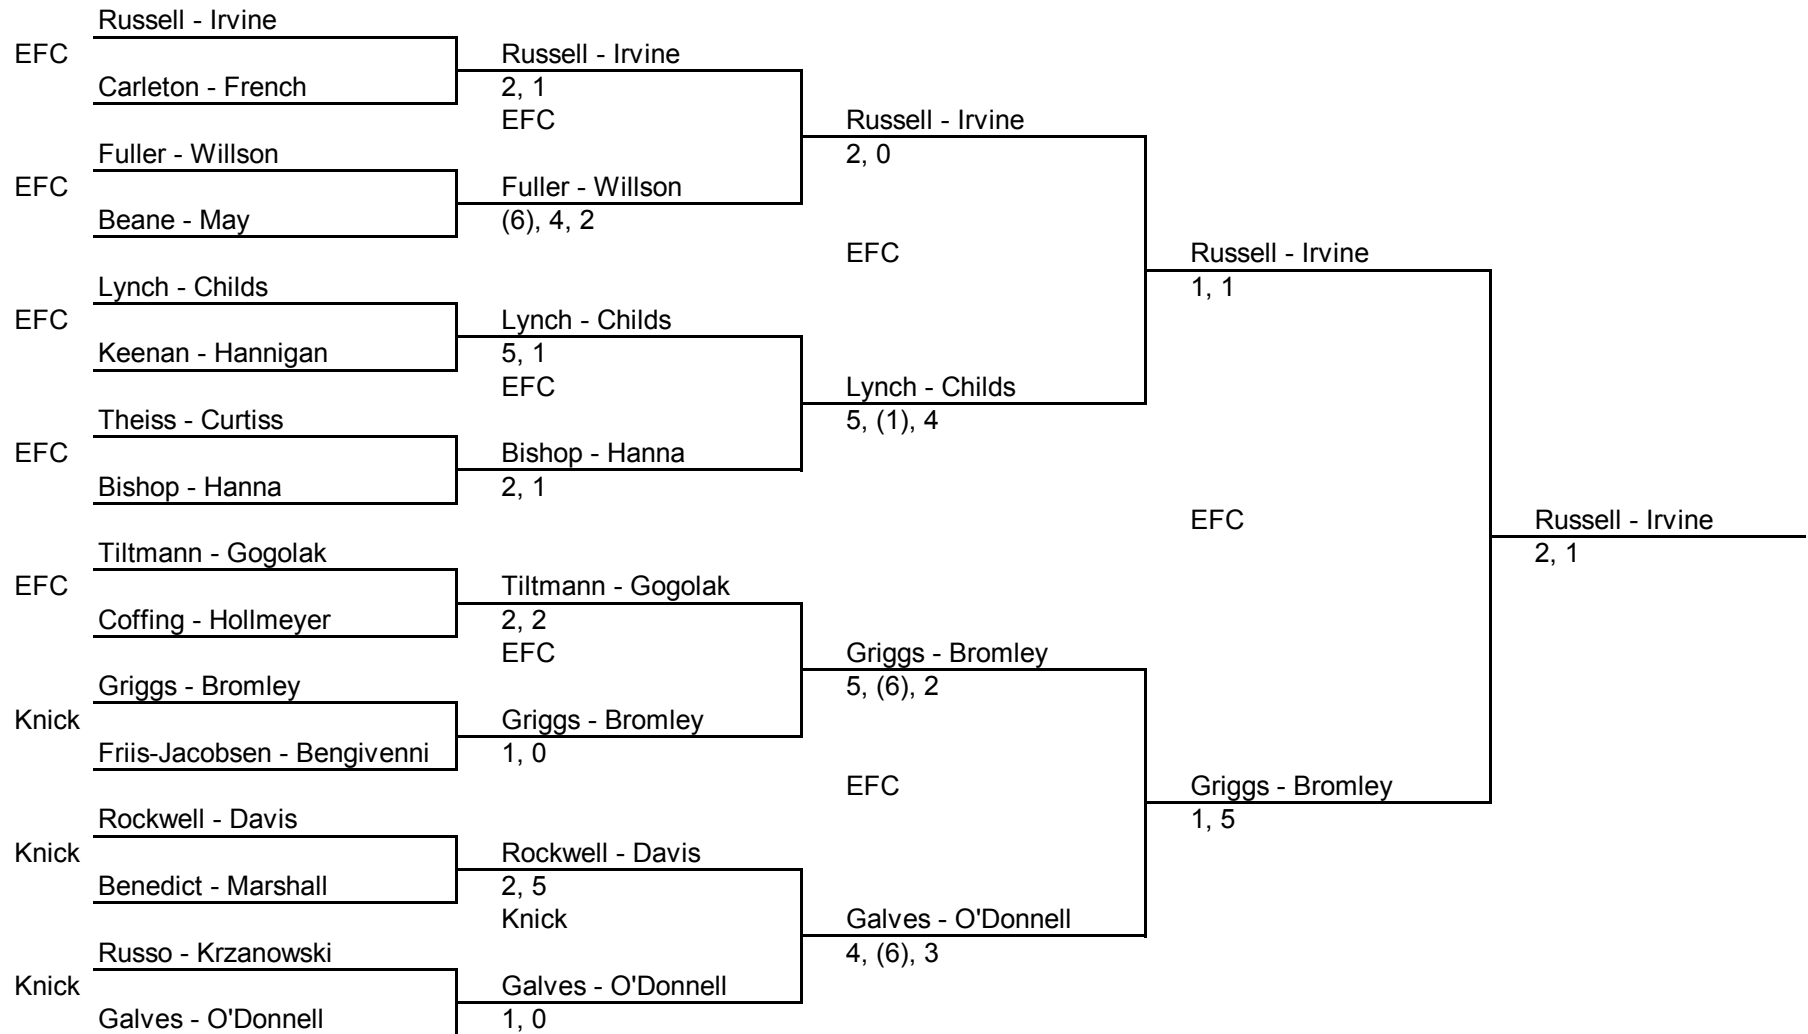 Russell - Irvine
EFC
Russell - Irvine
Carleton - French
2, 1
EFC
Russell - Irvine
Fuller - Willson
2, 0
EFC
Fuller - Willson
Beane - May
(6), 4, 2
EFC
Russell - Irvine
Lynch - Childs
1, 1
EFC
Lynch - Childs
Keenan - Hannigan
5, 1
EFC
Lynch - Childs
Theiss - Curtiss
5, (1), 4
EFC
Bishop - Hanna
Bishop - Hanna
2, 1
EFC
Russell - Irvine
Tiltmann - Gogolak
2, 1
EFC
Tiltmann - Gogolak
Coffing - Hollmeyer
2, 2
EFC
Griggs - Bromley
Griggs - Bromley
5, (6), 2
Knick
Griggs - Bromley
Friis-Jacobsen - Bengivenni
1, 0
EFC
Griggs - Bromley
Rockwell - Davis
1, 5
Knick
Rockwell - Davis
Benedict - Marshall
2, 5
Knick
Galves - O'Donnell
Russo - Krzanowski
4, (6), 3
Knick
Galves - O'Donnell
Galves - O'Donnell
1, 0